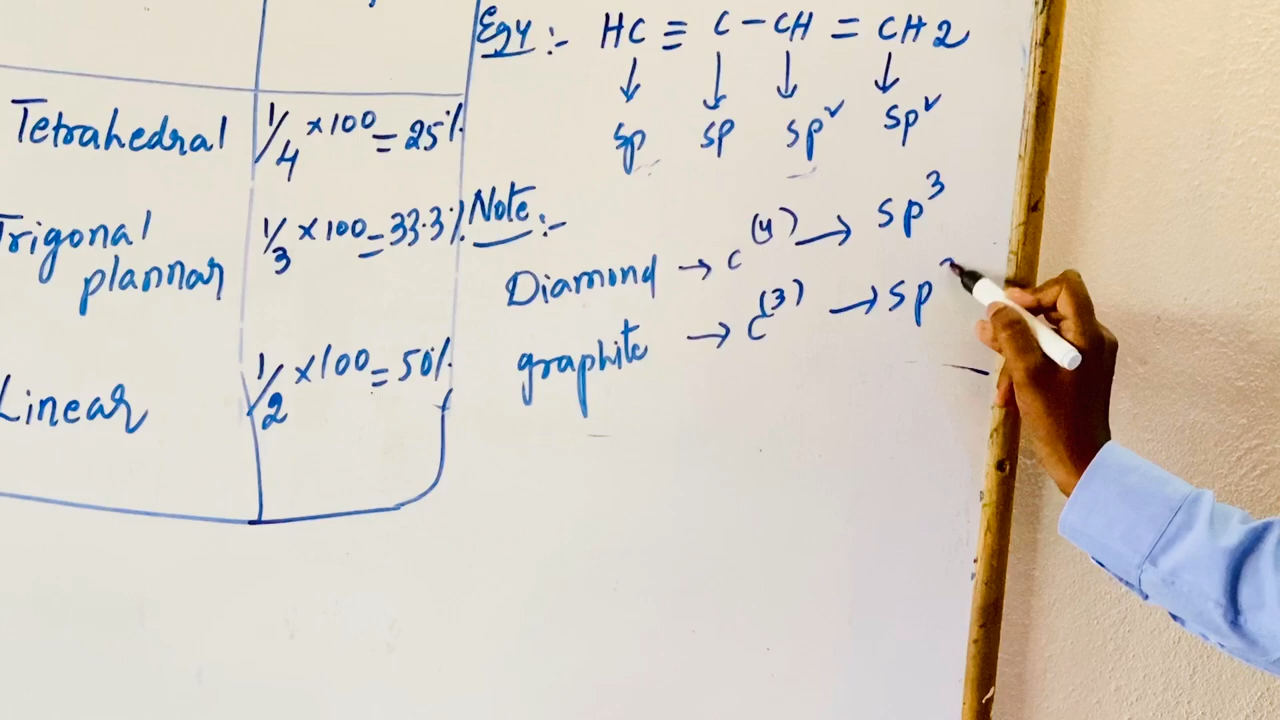 Eg4 :- HC ≡ C - CH = CH2
sp sp sp² sp²
Tetrahedral 1/4 × 100 = 25%
Trigonal plannar 1/3 × 100 = 33.3%
Linear 1/2 × 100 = 50%
Note :-
Diamond → C (4) → sp³
graphite → C (3) → sp